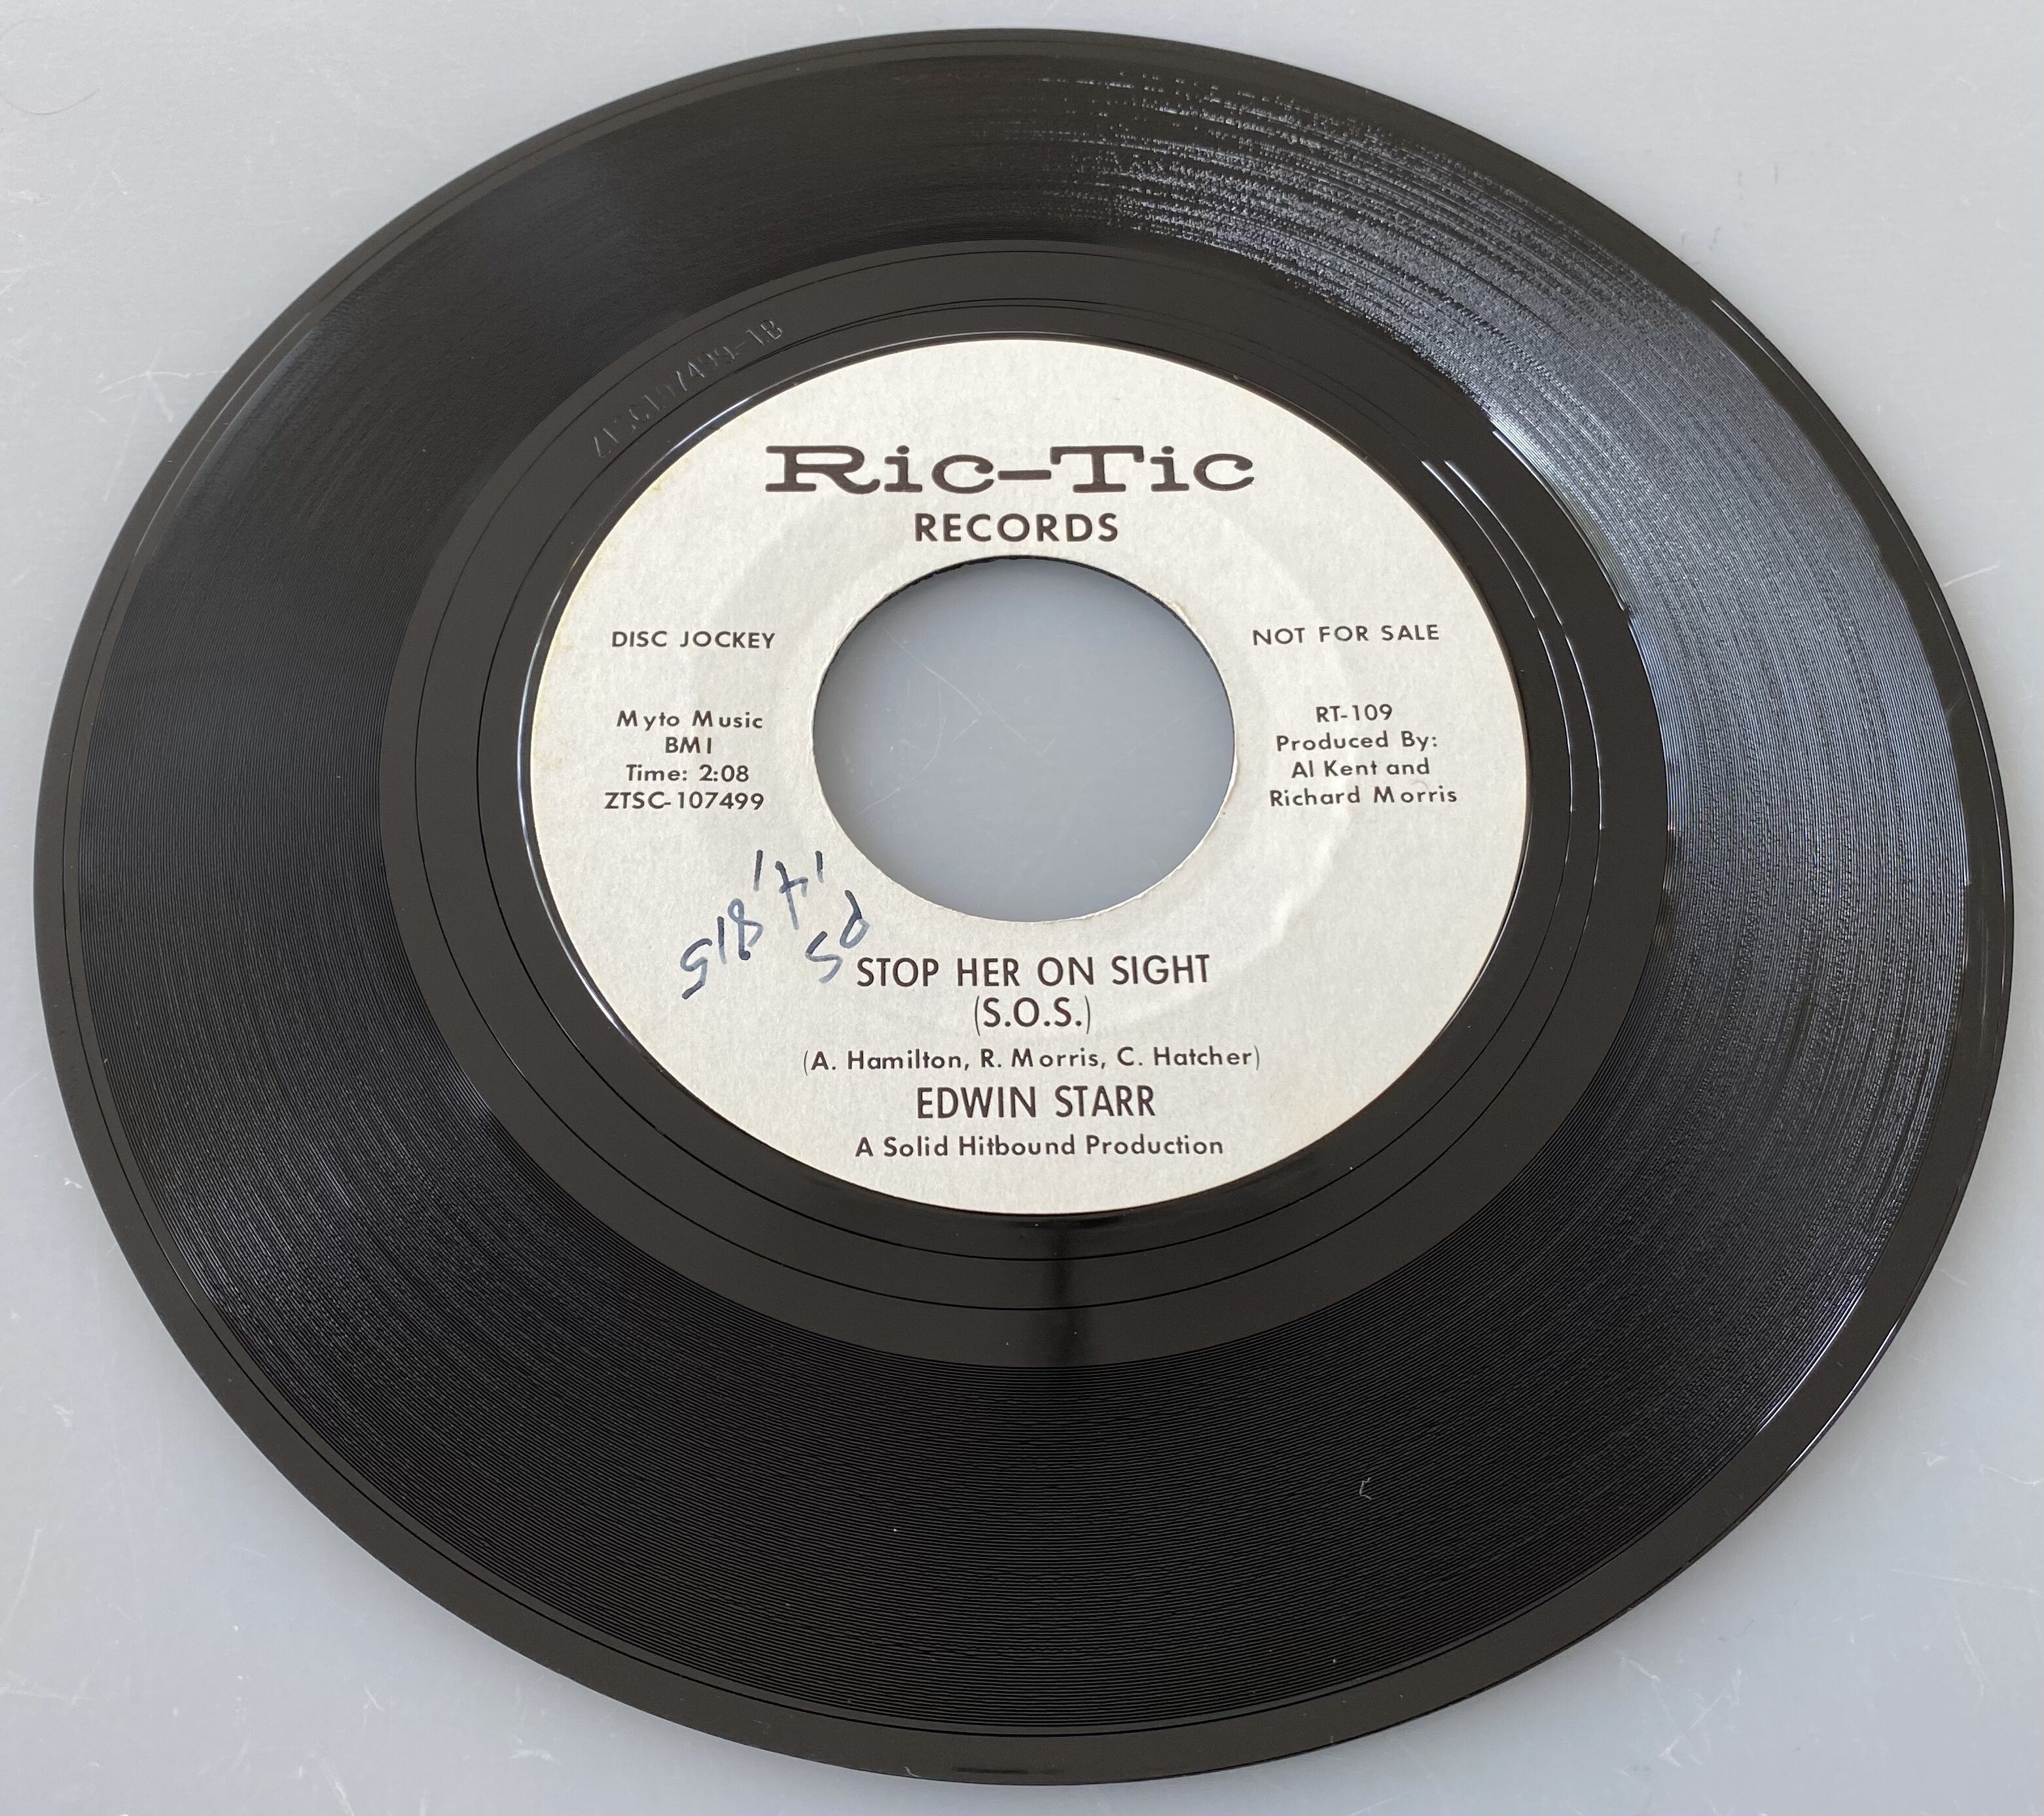 Ric-Tic
RECORDS
DISC JOCKEY
NOT FOR SALE
Myto Music
BMI
Time: 2:08
ZTSC-107499
RT-109
Produced By:
Al Kent and
Richard Morris
STOP HER ON SIGHT
(S.O.S.)
(A. Hamilton, R. Morris, C. Hatcher)
EDWIN STARR
A Solid Hitbound Production